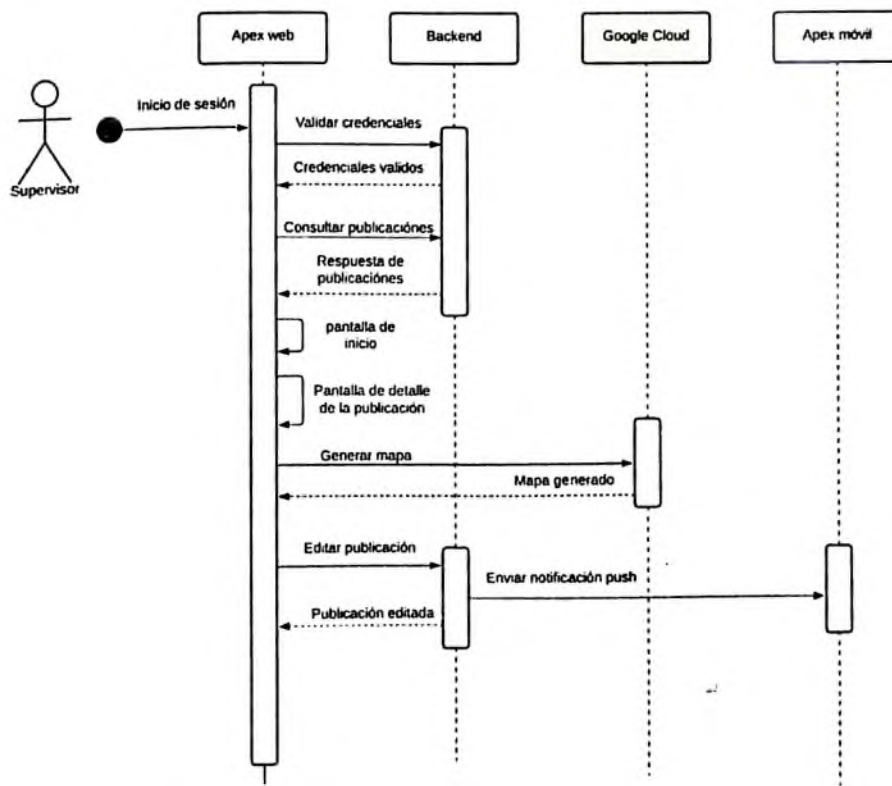 Apex web
Backend
Google Cloud
Apex móvil
Inicio de sesión
Supervisor
Validar credenciales
Credenciales validos
Consultar publicaciónes
Respuesta de
publicaciónes
pantalla de
inicio
Pantalla de detalle
de la publicación
Generar mapa
Mapa generado
Editar publicación
Enviar notificación push
Publicación editada